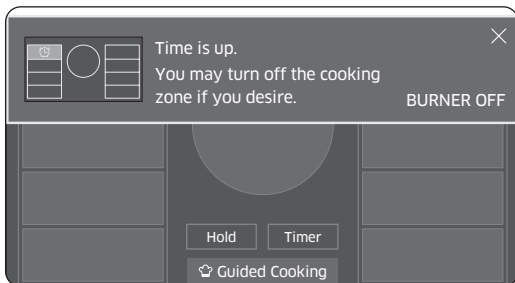 Time is up.
You may turn off the cooking
zone if you desire.
BURNER OFF
Hold
Timer
Guided Cooking